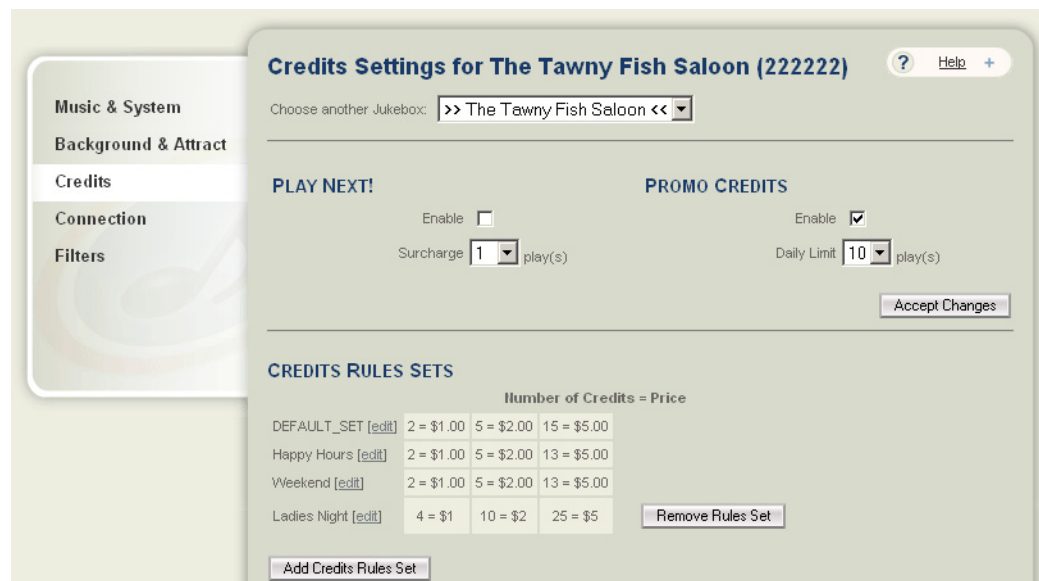 Credits Settings for The Tawny Fish Saloon (222222)
? Help +
Choose another Jukebox: >> The Tawny Fish Saloon <<
Music & System
Background & Attract
Credits
Connection
Filters
PLAY NEXT!
Enable
Surcharge 1 play(s)
PROMO CREDITS
Enable
Daily Limit 10 play(s)
Accept Changes
CREDITS RULES SETS
Number of Credits = Price
DEFAULT_SET [edit] 2 = $1.00 5 = $2.00 15 = $5.00
Happy Hours [edit] 2 = $1.00 5 = $2.00 13 = $5.00
Weekend [edit] 2 = $1.00 5 = $2.00 13 = $5.00
Ladies Night [edit] 4 = $1 10 = $2 25 = $5 Remove Rules Set
Add Credits Rules Set